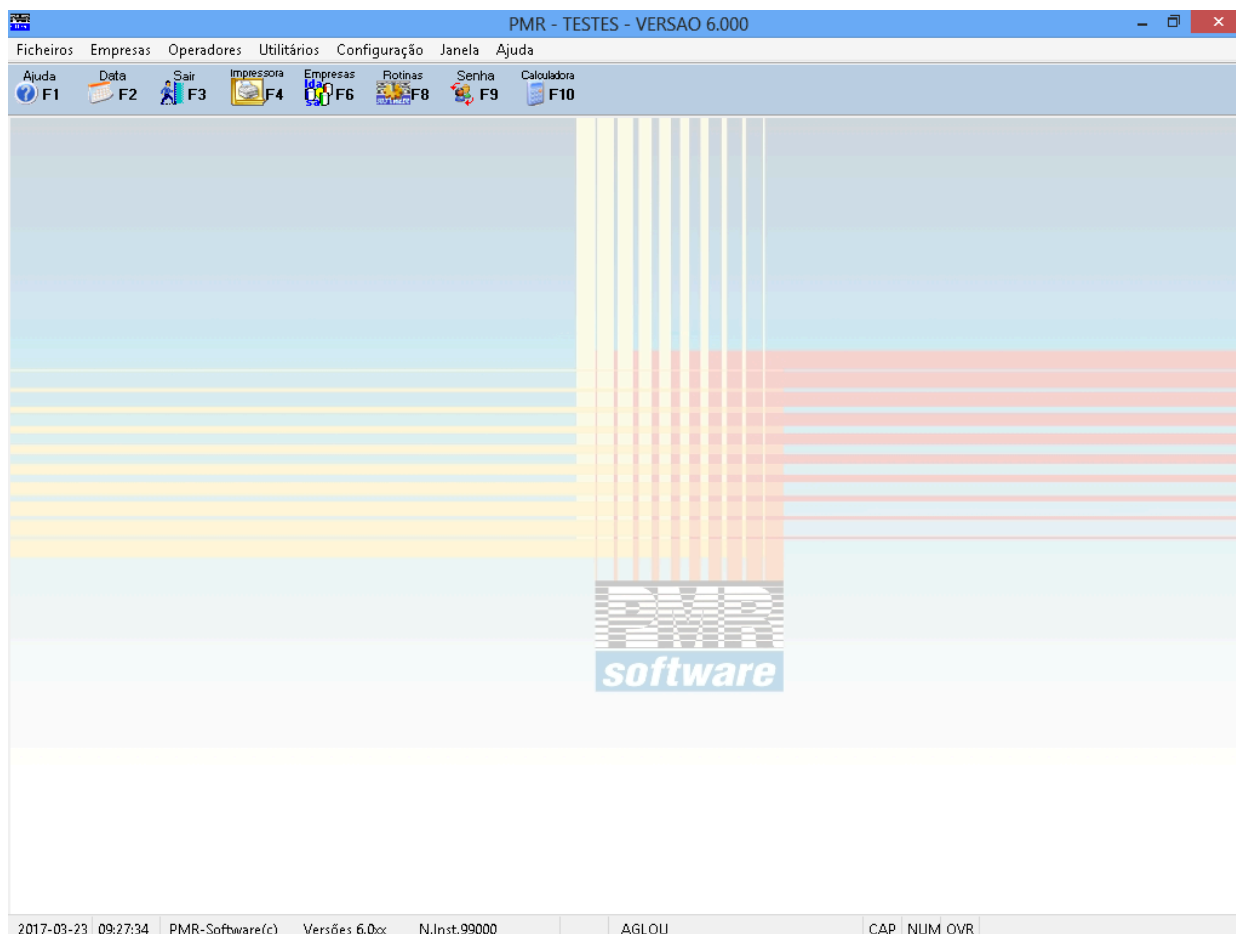 PMR - TESTES - VERSAO 6.000
Ficheiros Empresas Operadores Utilitários Configuração Janela Ajuda
Ajuda Data Sair Impressora Empresas Rotinas Senha Calculadora
F1 F2 F3 F4 F6 F8 F9 F10
PMR
software
2017-03-23 09:27:34 PMR-Software(c) Versões 6.0xx N.Inst.99000 AGLOU CAP NUM OVR